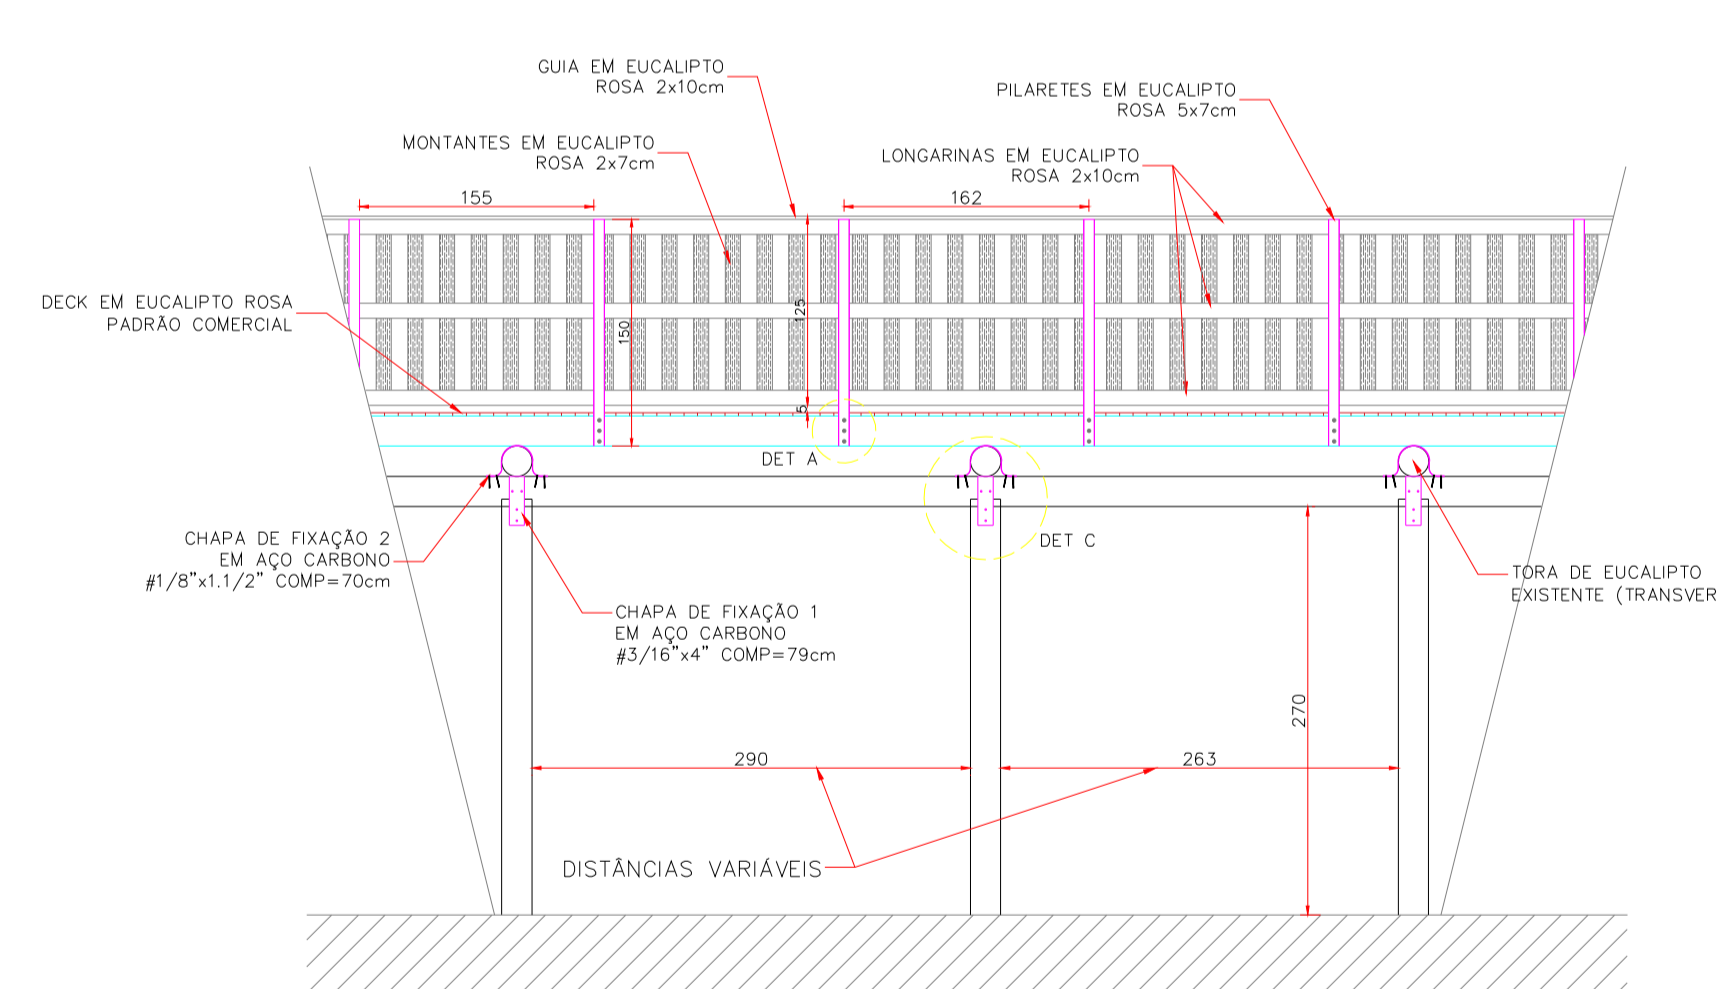 GUIA EM EUCALIPTO
ROSA 2x10cm
PILARETES EM EUCALIPTO
ROSA 5x7cm
MONTANTES EM EUCALIPTO
ROSA 2x7cm
LONGARINAS EM EUCALIPTO
ROSA 2x10cm
155
162
DECK EM EUCALIPTO ROSA
PADRÃO COMERCIAL
150
125
5
DET A
DET C
CHAPA DE FIXAÇÃO 2
EM AÇO CARBONO
#1/8"x1.1/2" COMP=70cm
CHAPA DE FIXAÇÃO 1
EM AÇO CARBONO
#3/16"x4" COMP=79cm
TORA DE EUCALIPTO
EXISTENTE (TRANSVER
270
290
263
DISTÂNCIAS VARIÁVEIS